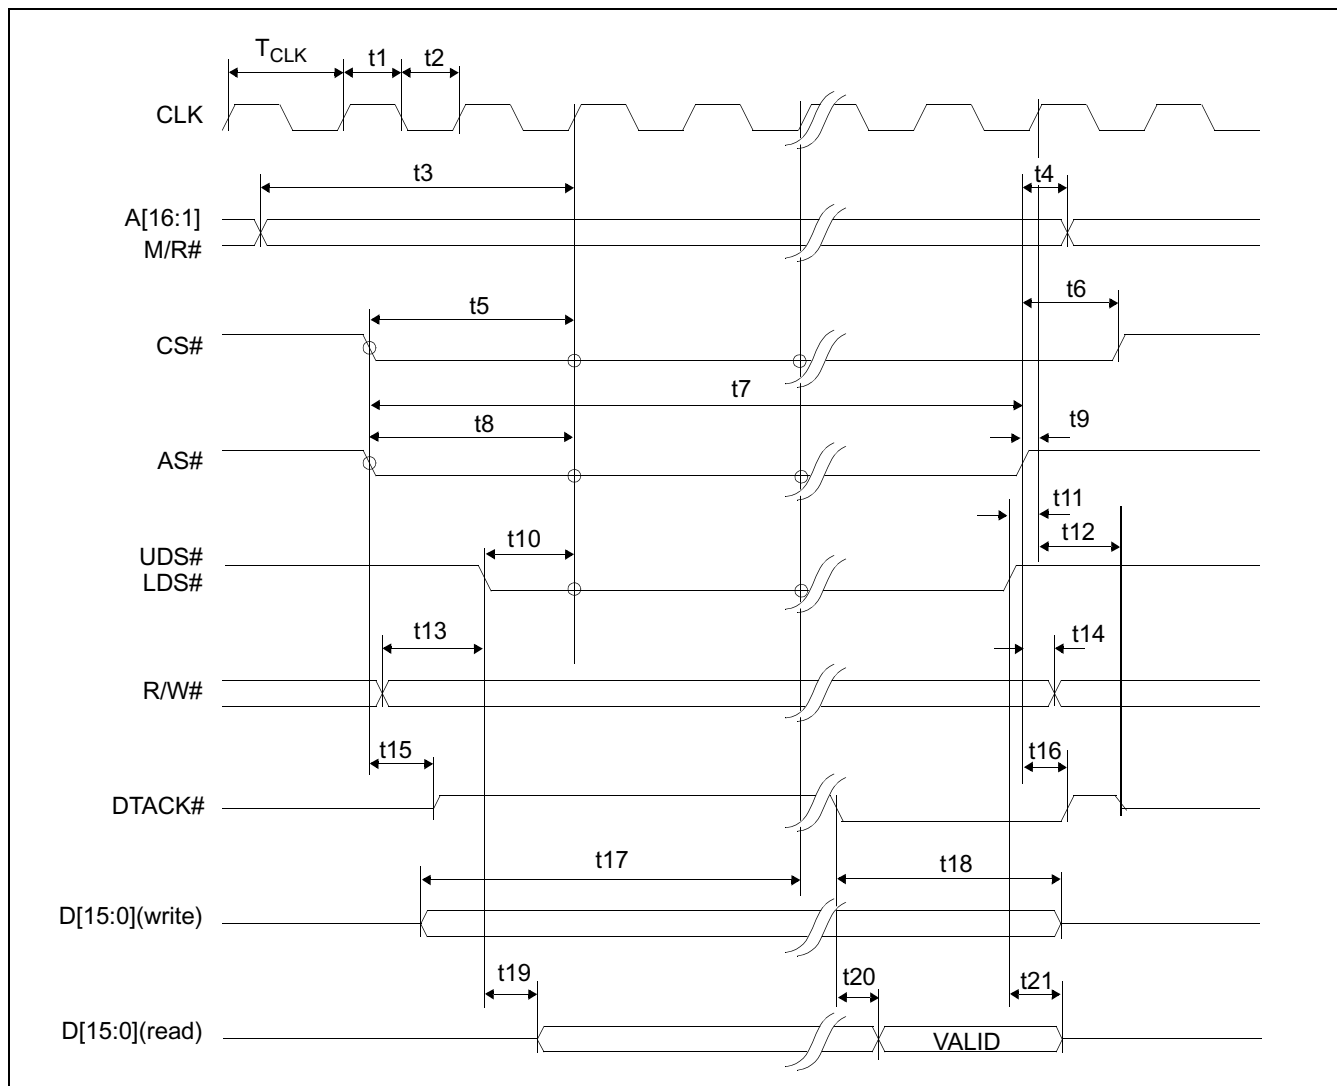 TCLK t1 t2
CLK
t3 t4
A[16:1]
M/R#
t5 t6
CS#
t7
t8 t9
AS#
t11
t10 t12
UDS#
LDS#
t13 t14
R/W#
t15 t16
DTACK#
t17 t18
D[15:0](write)
t19 t20 t21
D[15:0](read)
VALID